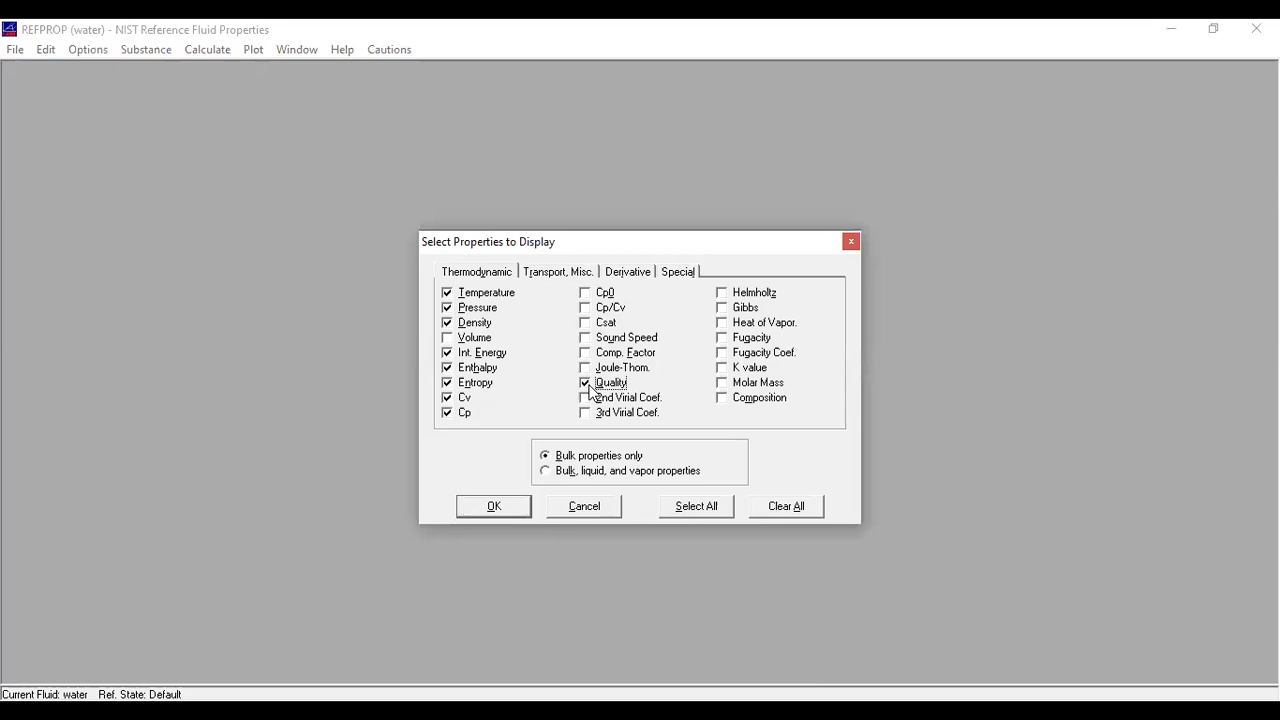 REFPROP (water) - NIST Reference Fluid Properties
File Edit Options Substance Calculate Plot Window Help Cautions
Select Properties to Display
Thermodynamic Transport, Misc. Derivative Special
Temperature Cp0 Helmholtz
Pressure Cp/Cv Gibbs
Density Csat Heat of Vapor.
Volume Sound Speed Fugacity
Int. Energy Comp. Factor Fugacity Coef.
Enthalpy Joule-Thom. K value
Entropy Quality Molar Mass
Cv 2nd Virial Coef. Composition
Cp 3rd Virial Coef.
Bulk properties only
Bulk, liquid, and vapor properties
OK Cancel Select All Clear All
Current Fluid: water Ref. State: Default